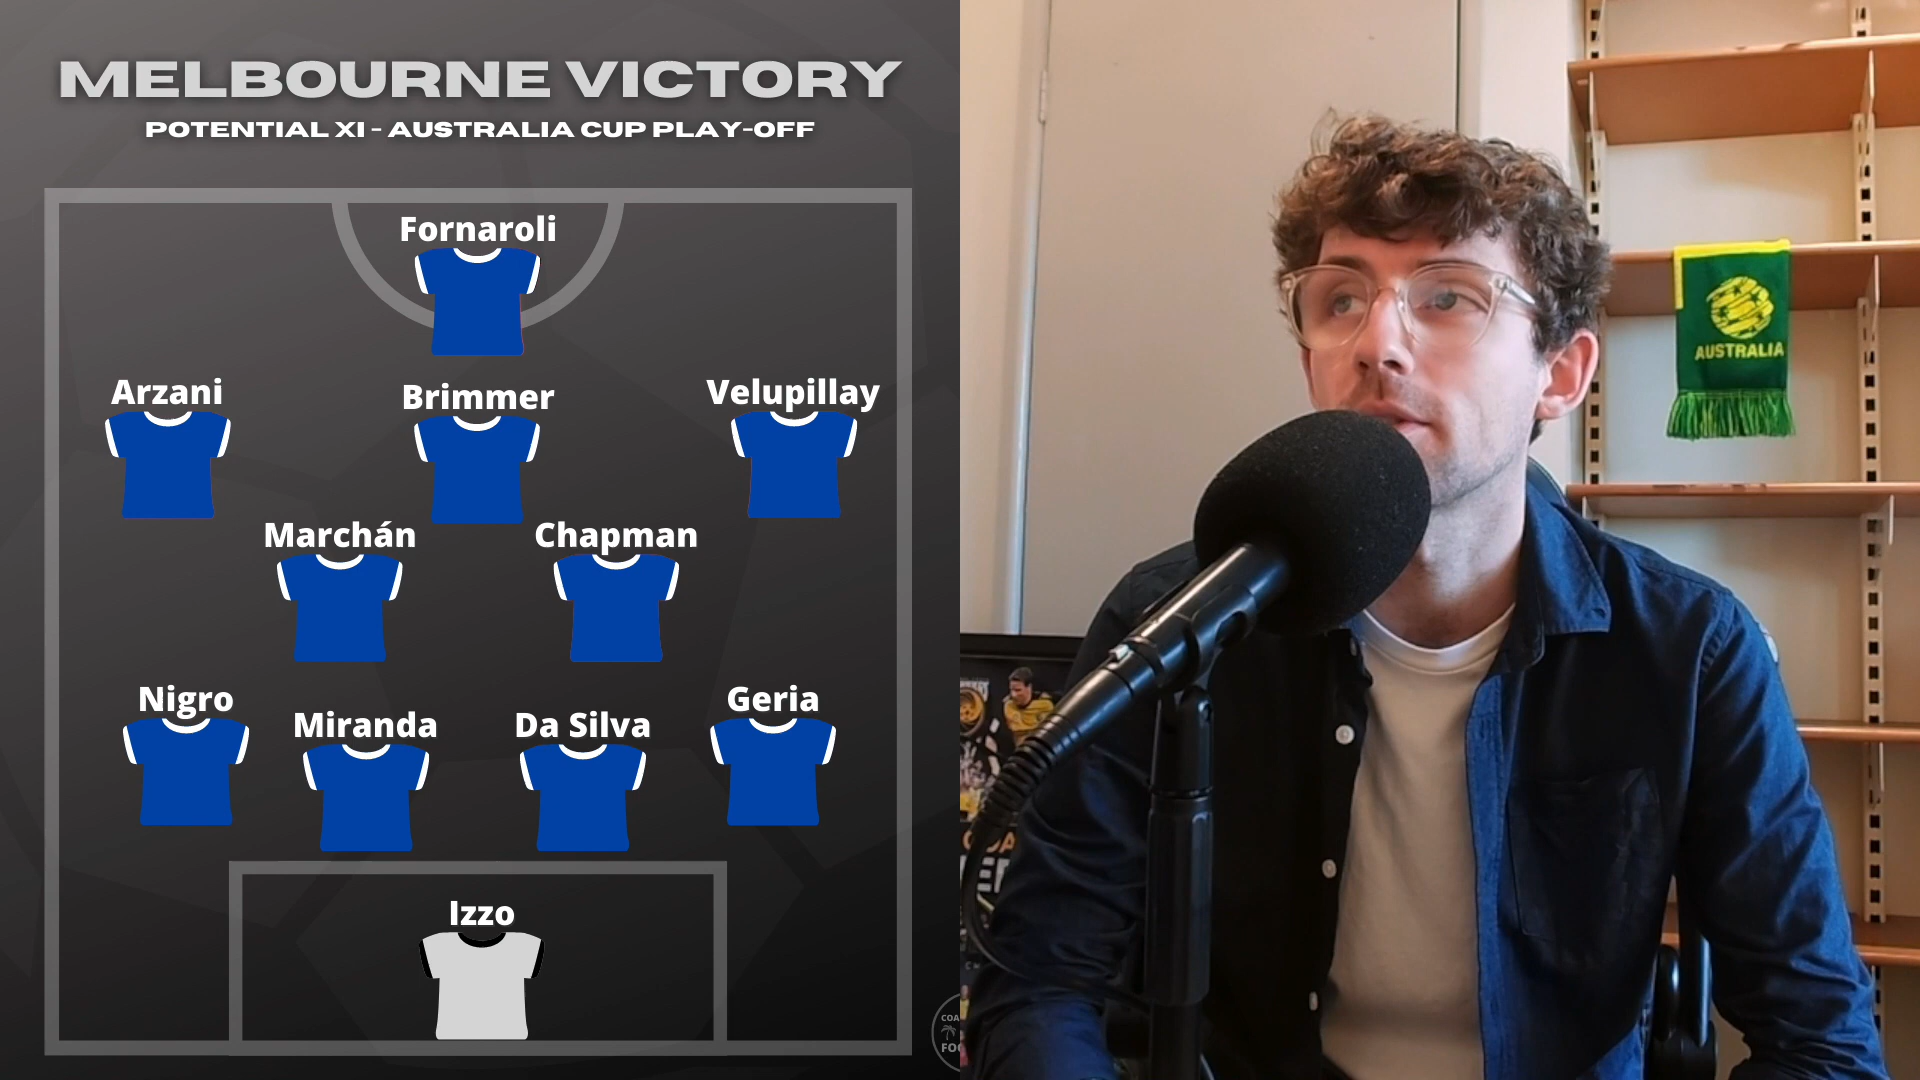 MELBOURNE VICTORY
POTENTIAL XI - AUSTRALIA CUP PLAY-OFF
Fornaroli
Arzani
Brimmer
Velupillay
Marchán
Chapman
Nigro
Miranda
Da Silva
Geria
Izzo
AUSTRALIA